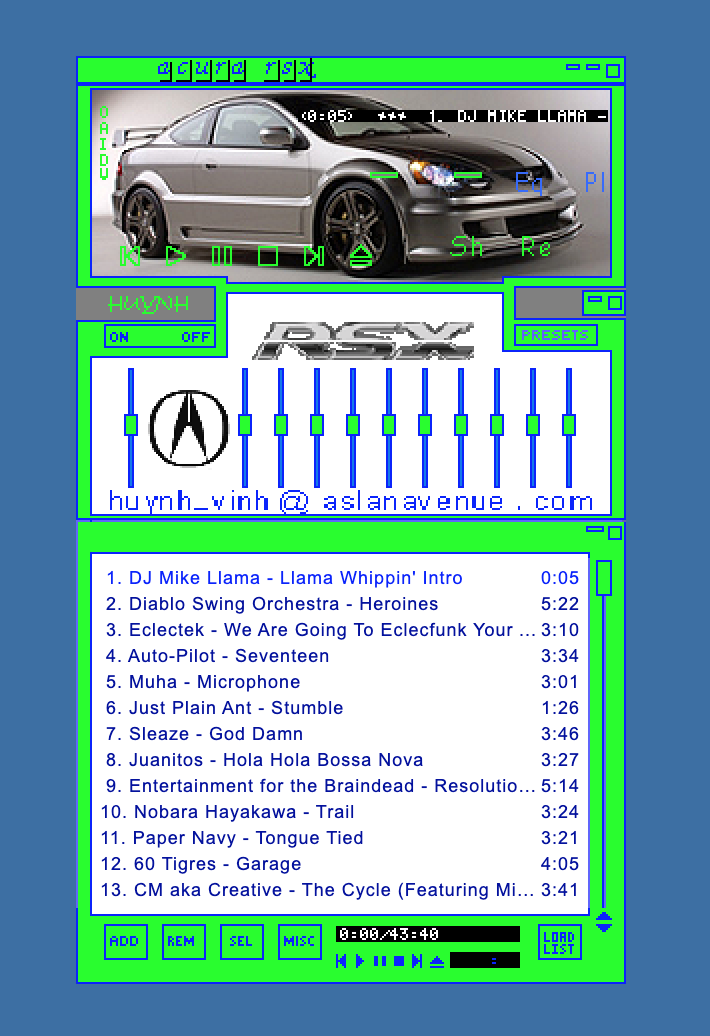 acura rsx
O
A
I
D
V
(0:05) *** 1. DJ MIKE LLAMA -
Eq Pl
Sh Re
HUYNH
ON OFF
RSX
PRESETS
huynh_vinh@aslanavenue.com
1. DJ Mike Llama - Llama Whippin' Intro 0:05
2. Diablo Swing Orchestra - Heroines 5:22
3. Eclectek - We Are Going To Eclecfunk Your ... 3:10
4. Auto-Pilot - Seventeen 3:34
5. Muha - Microphone 3:01
6. Just Plain Ant - Stumble 1:26
7. Sleaze - God Damn 3:46
8. Juanitos - Hola Hola Bossa Nova 3:27
9. Entertainment for the Braindead - Resolutio... 5:14
10. Nobara Hayakawa - Trail 3:24
11. Paper Navy - Tongue Tied 3:21
12. 60 Tigres - Garage 4:05
13. CM aka Creative - The Cycle (Featuring Mi... 3:41
ADD REM SEL MISC
0:00/43:40
:
LOAD
LIST